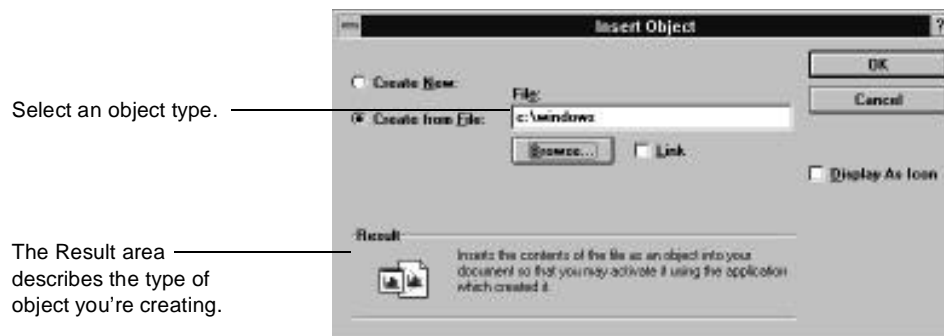 Insert Object
?
Create New:
OK
File:
Cancel
Select an object type.
Create from File:
c:\windows
Browse...
Link
Display As Icon
Result
The Result area
describes the type of
object you're creating.
Inserts the contents of the file as an object into your
document so that you may activate it using the application
which created it.